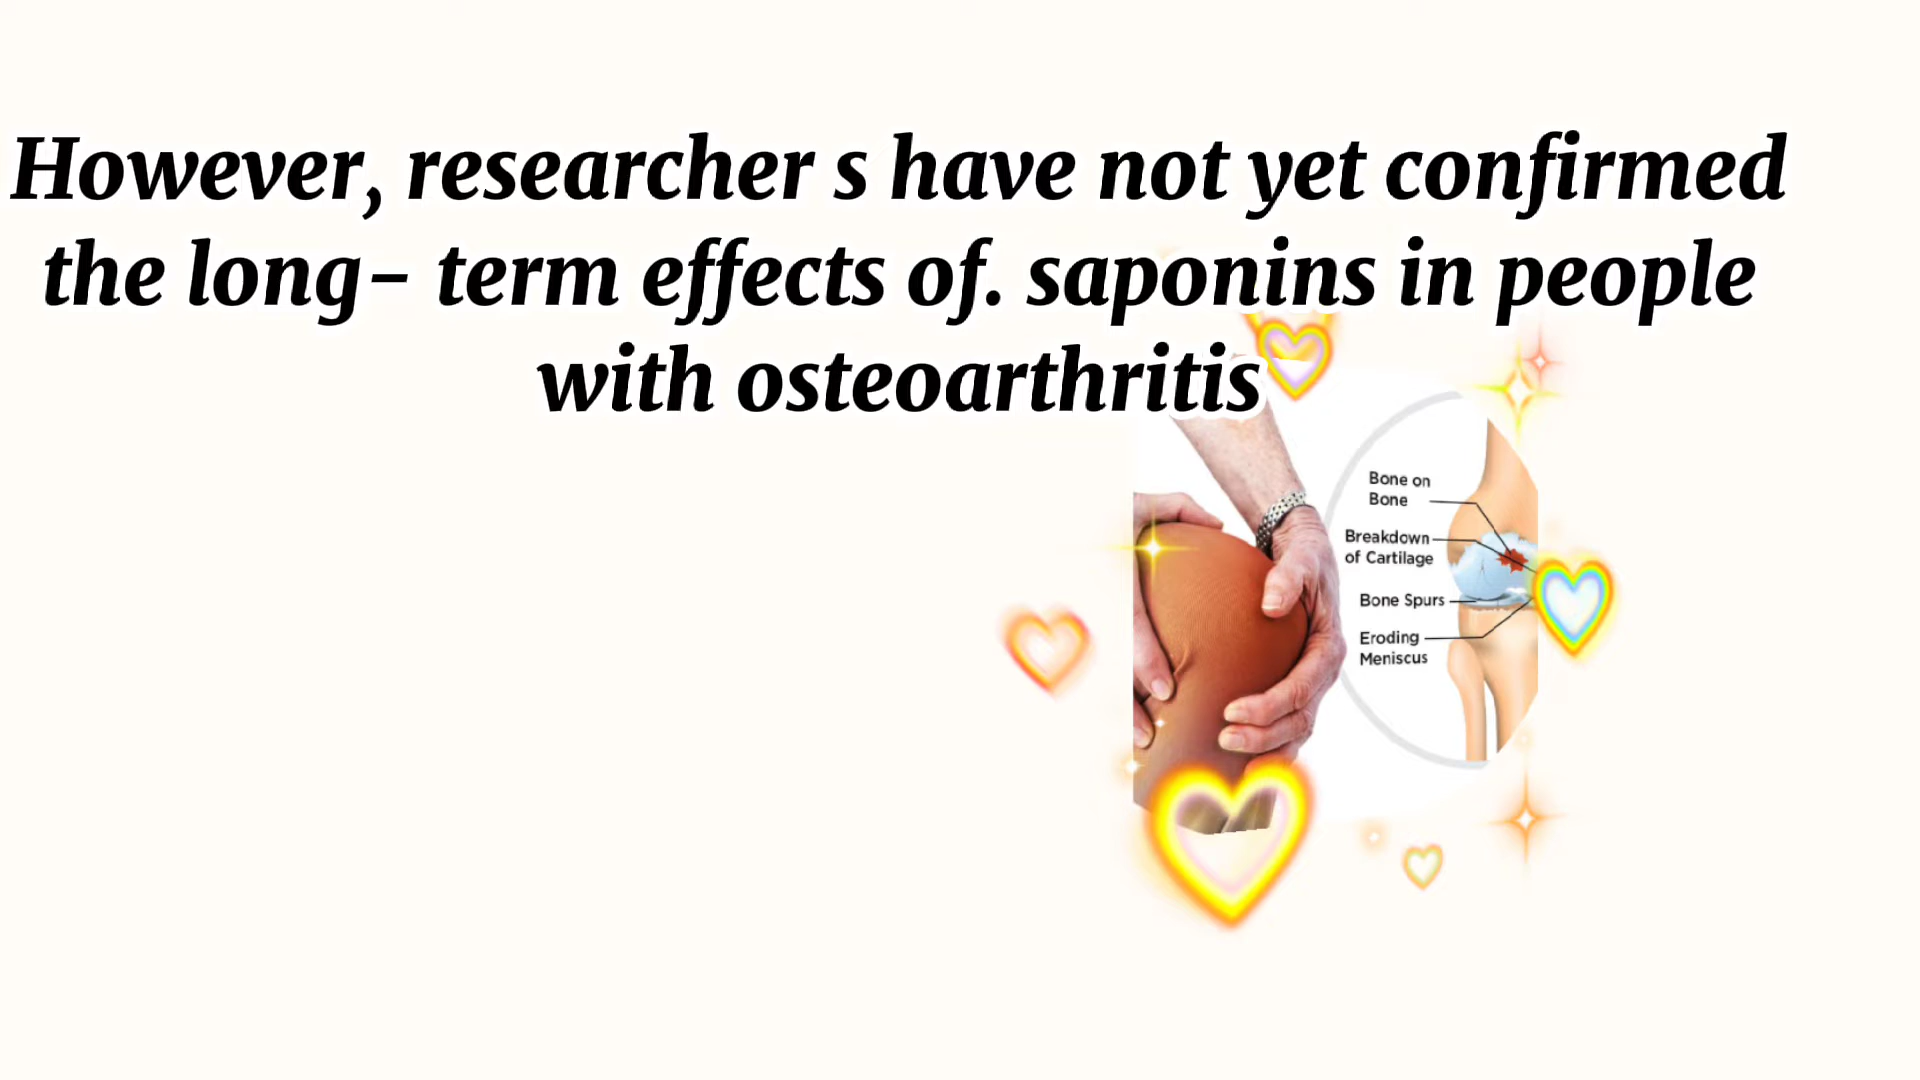 However, researcher s have not yet confirmed
the long- term effects of. saponins in people
with osteoarthritis
Bone on
Bone
Breakdown
of Cartilage
Bone Spurs
Eroding
Meniscus